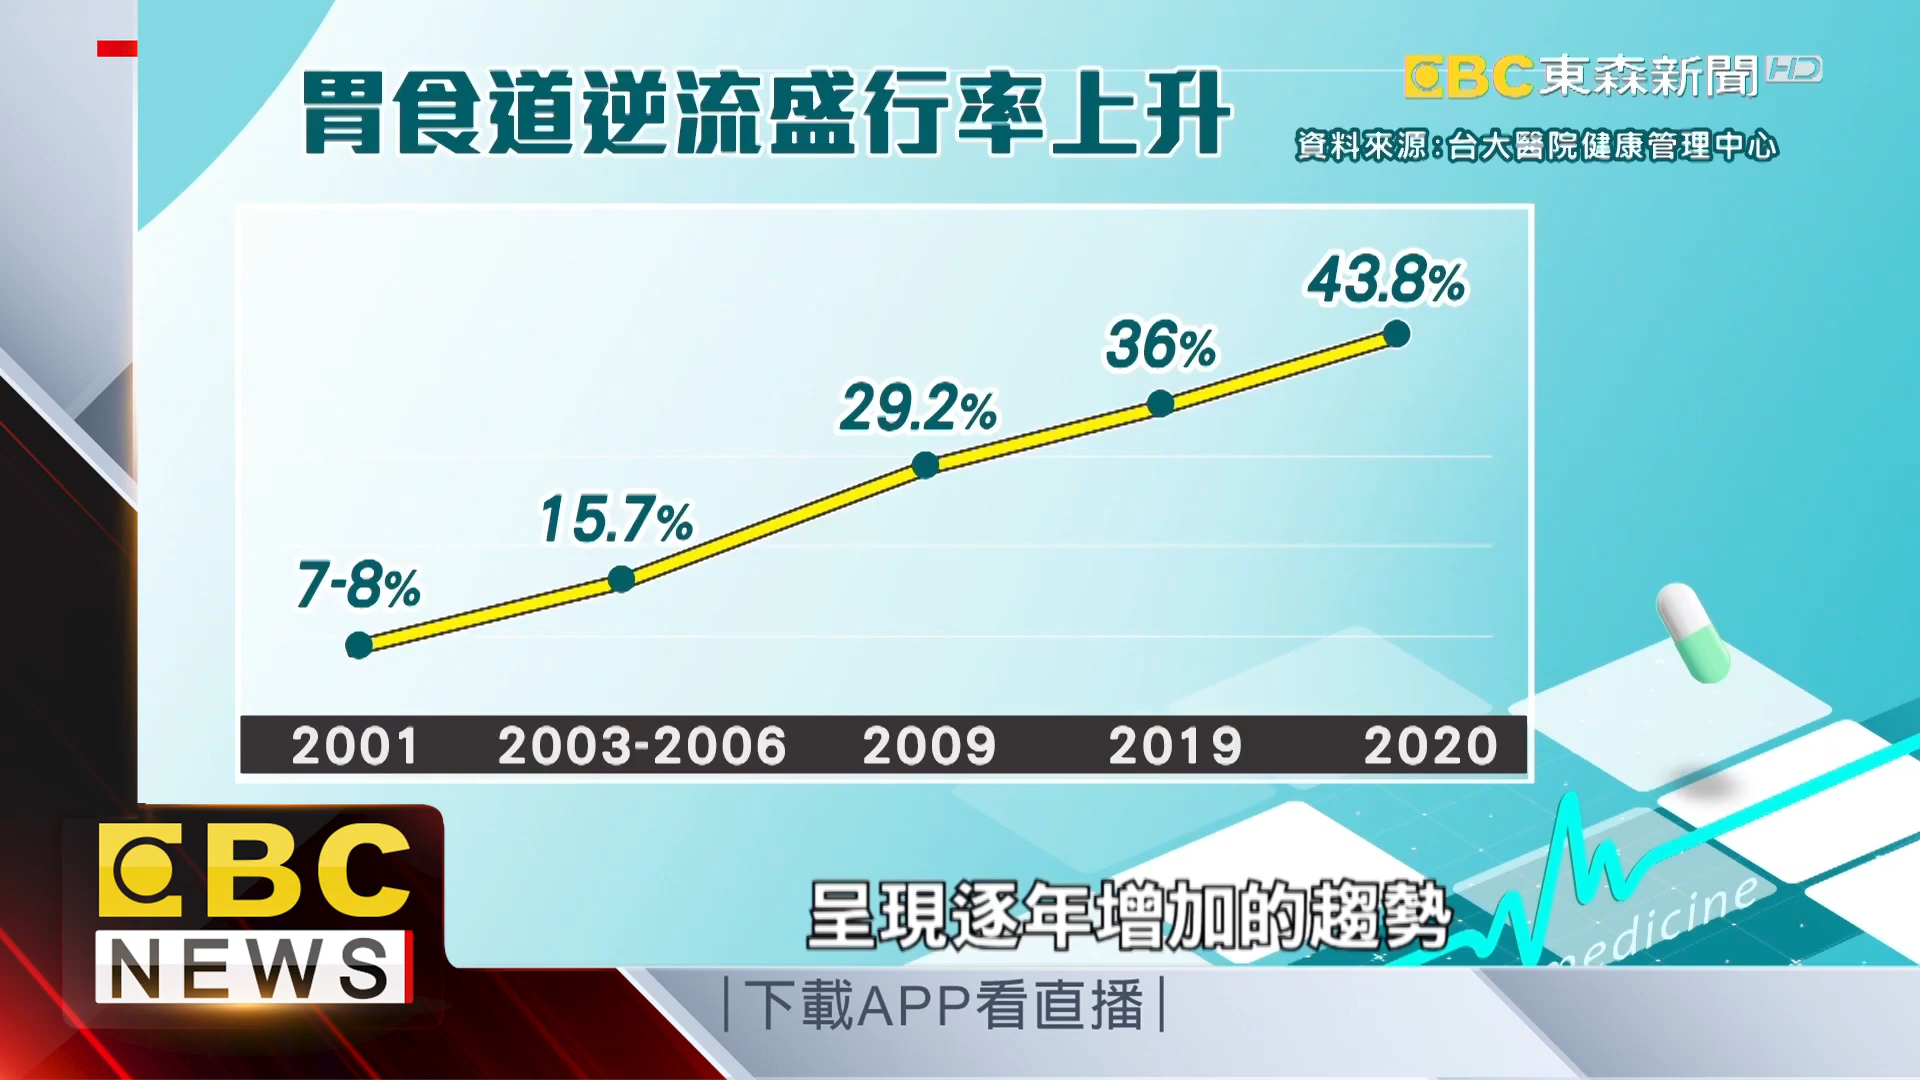 胃食道逆流盛行率上升
EBC東森新聞HD
資料來源:台大醫院健康管理中心
43.8%
36%
29.2%
15.7%
7-8%
2001 2003-2006 2009 2019 2020
EBC
NEWS
呈現逐年增加的趨勢
medicine
|下載APP看直播|